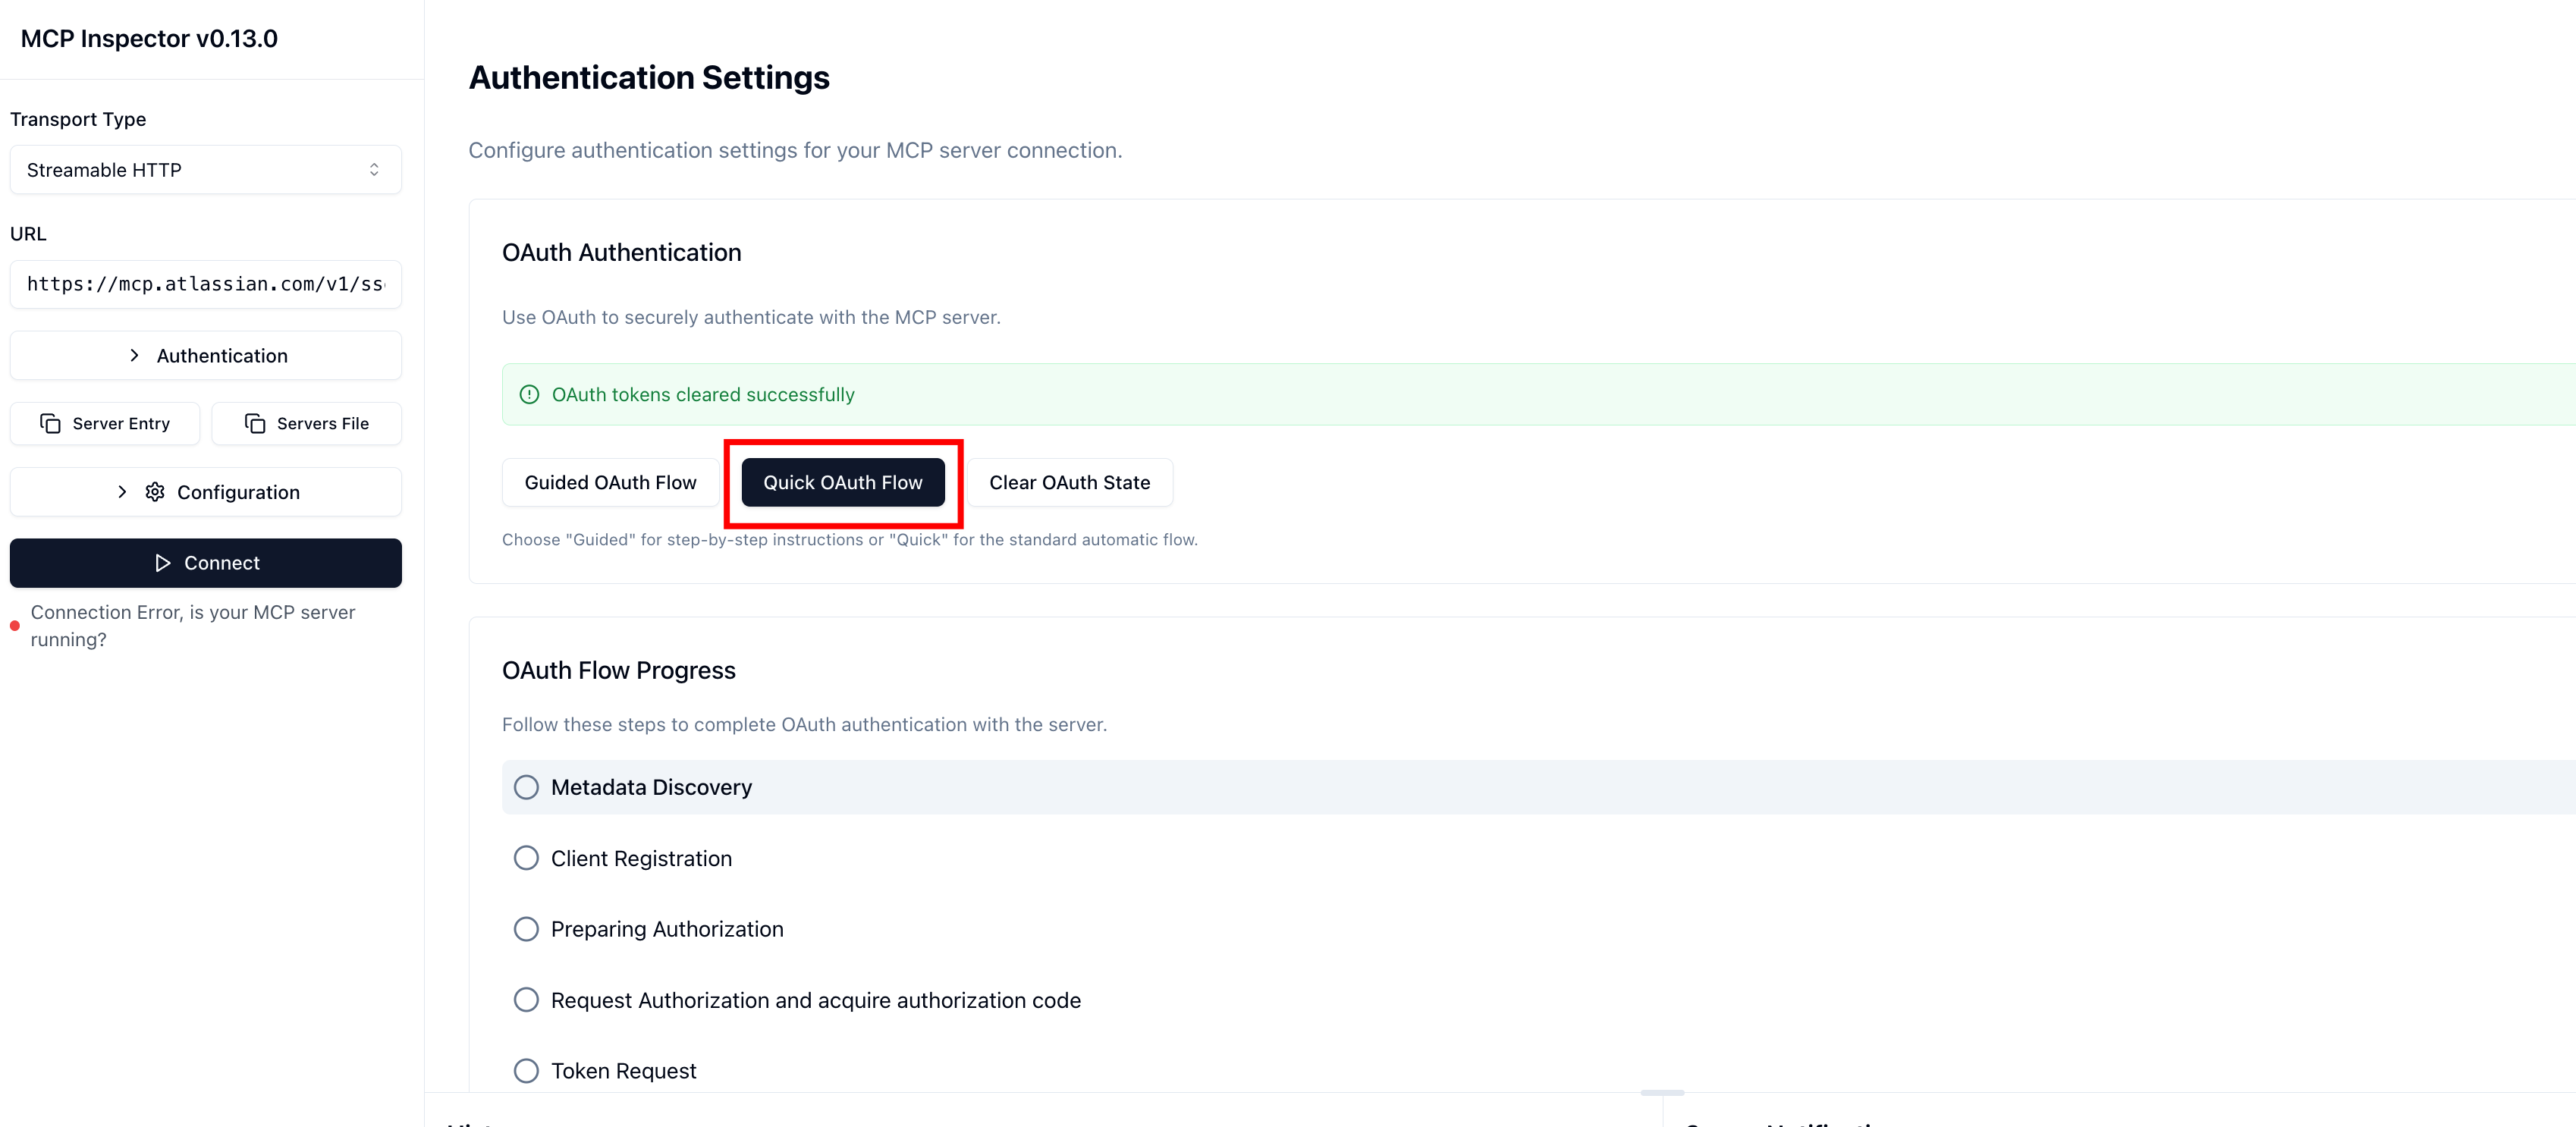 MCP Inspector v0.13.0
Transport Type
Streamable HTTP
URL
https://mcp.atlassian.com/v1/ss
Authentication
Server Entry
Servers File
Configuration
Connect
Connection Error, is your MCP server
running?
Authentication Settings
Configure authentication settings for your MCP server connection.
OAuth Authentication
Use OAuth to securely authenticate with the MCP server.
OAuth tokens cleared successfully
Guided OAuth Flow
Quick OAuth Flow
Clear OAuth State
Choose "Guided" for step-by-step instructions or "Quick" for the standard automatic flow.
OAuth Flow Progress
Follow these steps to complete OAuth authentication with the server.
Metadata Discovery
Client Registration
Preparing Authorization
Request Authorization and acquire authorization code
Token Request